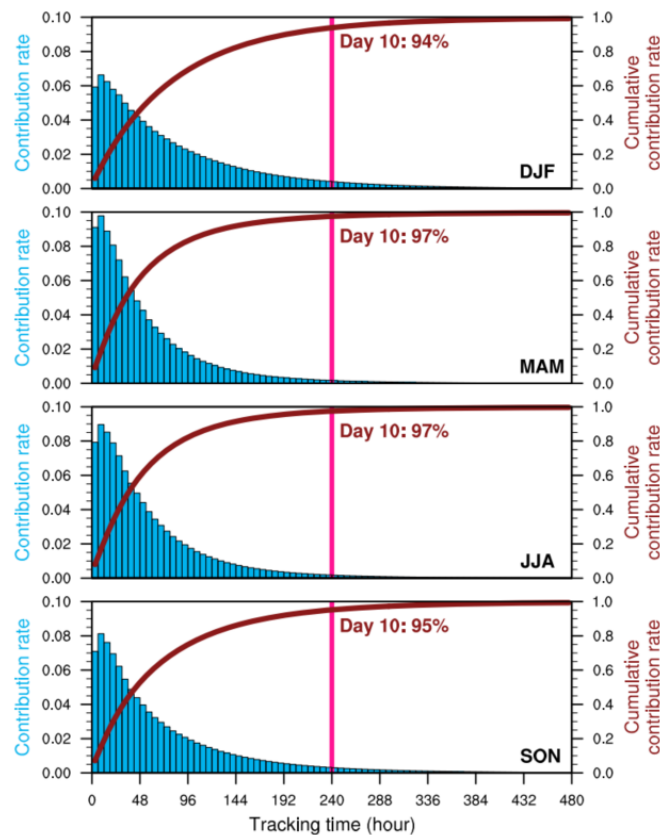 Contribution rate
0.10
0.08
0.06
0.04
0.02
0.00
Day 10: 94%
DJF
1.0
0.8
0.6
0.4
0.2
0.0
Cumulative
contribution rate
Contribution rate
0.10
0.08
0.06
0.04
0.02
0.00
Day 10: 97%
MAM
1.0
0.8
0.6
0.4
0.2
0.0
Cumulative
contribution rate
Contribution rate
0.10
0.08
0.06
0.04
0.02
0.00
Day 10: 97%
JJA
1.0
0.8
0.6
0.4
0.2
0.0
Cumulative
contribution rate
Contribution rate
0.10
0.08
0.06
0.04
0.02
0.00
Day 10: 95%
SON
1.0
0.8
0.6
0.4
0.2
0.0
Cumulative
contribution rate
0 48 96 144 192 240 288 336 384 432 480
Tracking time (hour)